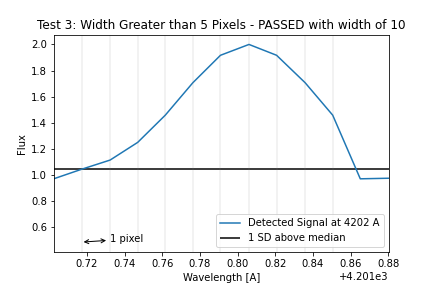 Test 3: Width Greater than 5 Pixels - PASSED with width of 10
2.0
1.8
1.6
1.4
1.2
1.0
0.8
0.6
Flux
1 pixel
Detected Signal at 4202 A
1 SD above median
0.72 0.74 0.76 0.78 0.80 0.82 0.84 0.86 0.88
Wavelength [A]
+4.201e3